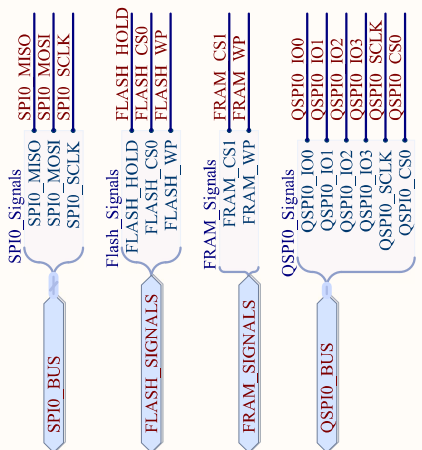 SPI0_MISO
SPI0_MOSI
SPI0_SCLK
FLASH_HOLD
FLASH_CS0
FLASH_WP
FRAM_CS1
FRAM_WP
QSPI0_IO0
QSPI0_IO1
QSPI0_IO2
QSPI0_IO3
QSPI0_SCLK
QSPI0_CS0
SPI0_Signals
SPI0_MISO
SPI0_MOSI
SPI0_SCLK
Flash_Signals
FLASH_HOLD
FLASH_CS0
FLASH_WP
FRAM_Signals
FRAM_CS1
FRAM_WP
QSPI0_Signals
QSPI0_IO0
QSPI0_IO1
QSPI0_IO2
QSPI0_IO3
QSPI0_SCLK
QSPI0_CS0
SPI0_BUS
FLASH_SIGNALS
FRAM_SIGNALS
QSPI0_BUS